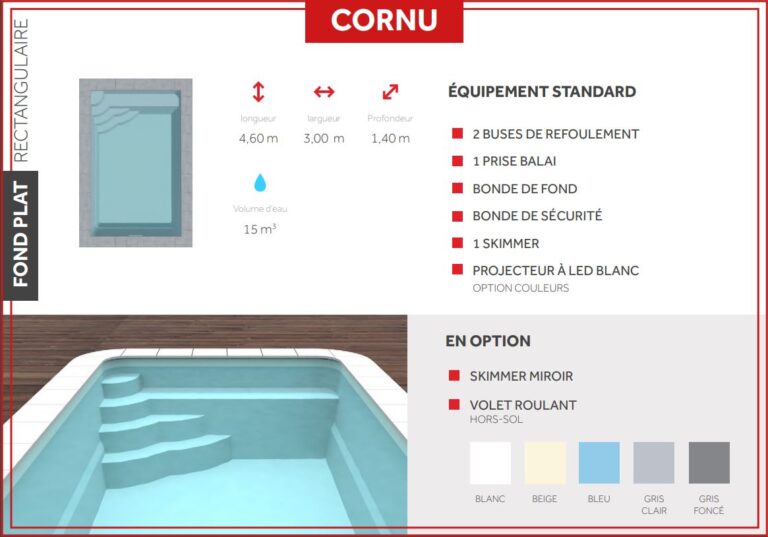 CORNU
RECTANGULAIRE
FOND PLAT
longueur
4,60 m
largueur
3,00 m
Profondeur
1,40 m
Volume d'eau
15 m³
ÉQUIPEMENT STANDARD
2 BUSES DE REFOULEMENT
1 PRISE BALAI
BONDE DE FOND
BONDE DE SÉCURITÉ
1 SKIMMER
PROJECTEUR À LED BLANC
OPTION COULEURS
EN OPTION
SKIMMER MIROIR
VOLET ROULANT
HORS-SOL
BLANC
BEIGE
BLEU
GRIS
CLAIR
GRIS
FONCÉ